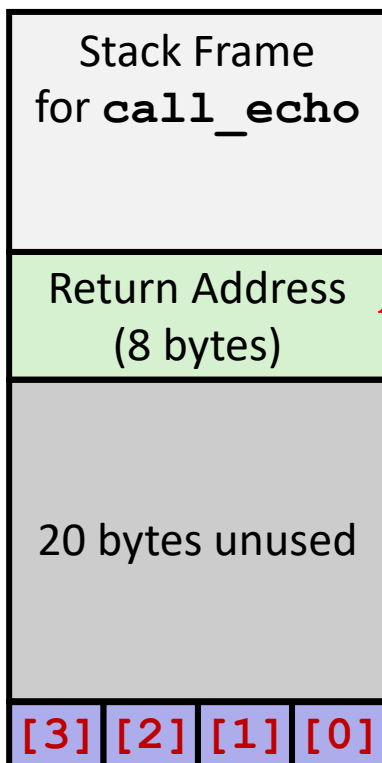 Stack Frame
for call_echo
Return Address
(8 bytes)
20 bytes unused
[3] [2] [1] [0]